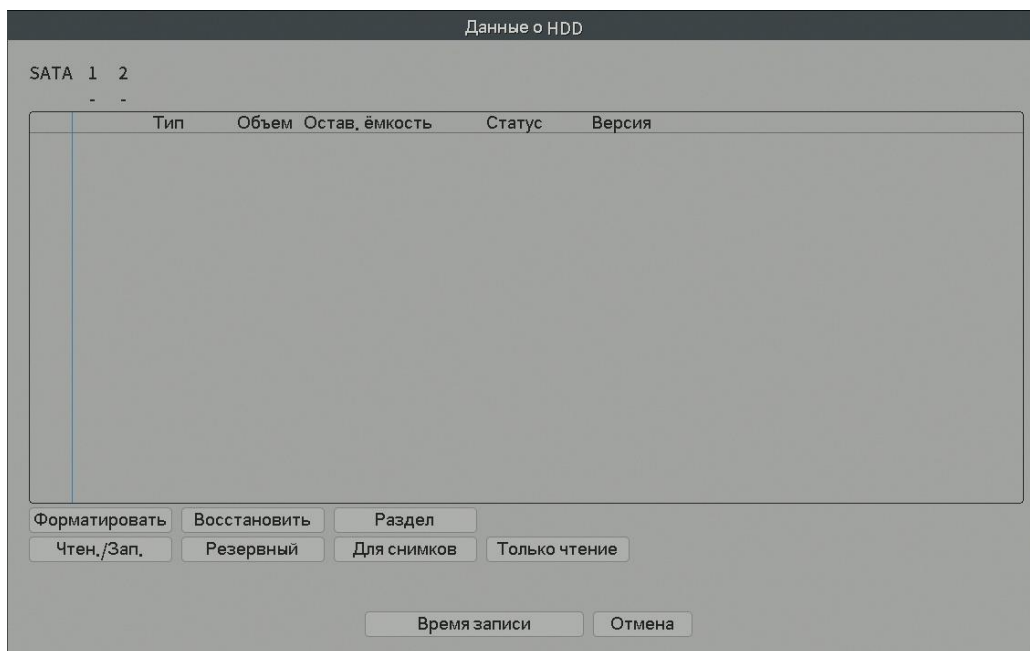 Данные о HDD
SATA 1 2
- -
Тип Объем Остав. ёмкость Статус Версия
Форматировать Восстановить Раздел
Чтен./Зап. Резервный Для снимков Только чтение
Время записи Отмена